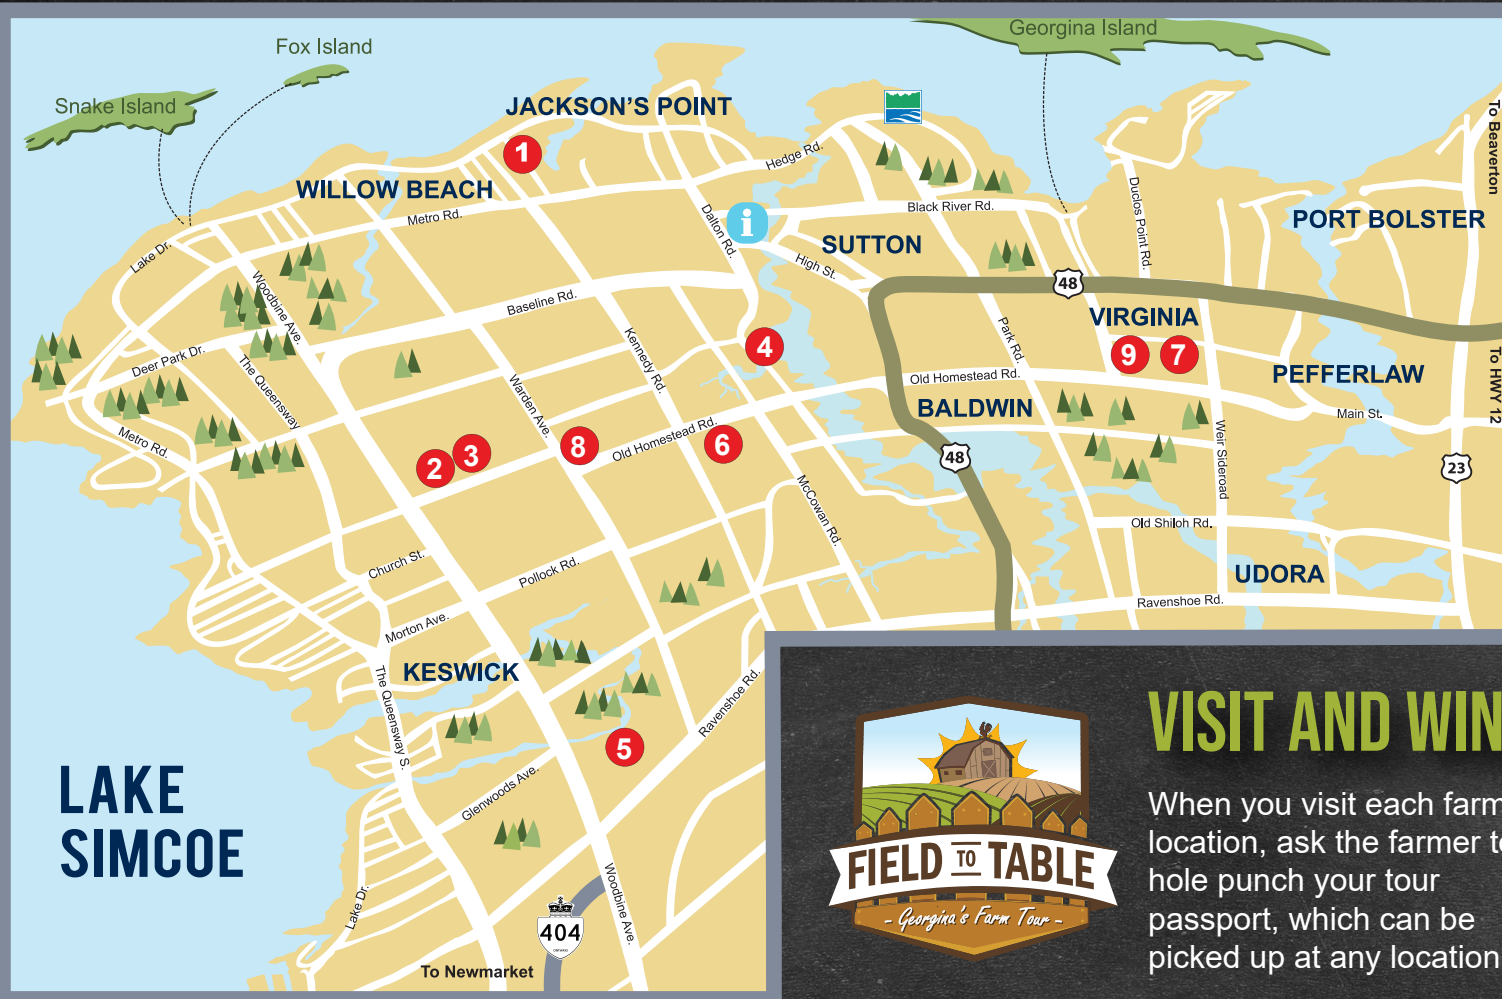 Georgina Island
Fox Island
Snake Island
JACKSON'S POINT
1
Hedge Rd.
To Beaverton
WILLOW BEACH
Metro Rd.
Dalton Rd.
i
Black River Rd.
Duclos Point Rd.
PORT BOLSTER
SUTTON
High St.
Lake Dr.
Woodbine Ave.
48
Baseline Rd.
VIRGINIA
9
7
Park Rd.
Kennedy Rd.
4
Deer Park Dr.
The Queensway
Warden Ave.
Old Homestead Rd.
PEFFERLAW
To HWY 12
BALDWIN
Main St.
Metro Rd.
2
3
8
Old Homestead Rd.
6
48
Weir Sideroad
23
McCowan Rd.
Old Shiloh Rd.
Church St.
Pollock Rd.
UDORA
Ravenshoe Rd.
Morton Ave.
KESWICK
The Queensway S.
Ravenshoe Rd.
5
Glenwoods Ave.
LAKE
SIMCOE
Lake Dr.
Woodbine Ave.
404
ONTARIO
To Newmarket
FIELD TO TABLE
- Georgina's Farm Tour -
VISIT AND WIN
When you visit each farm
location, ask the farmer to
hole punch your tour
passport, which can be
picked up at any location